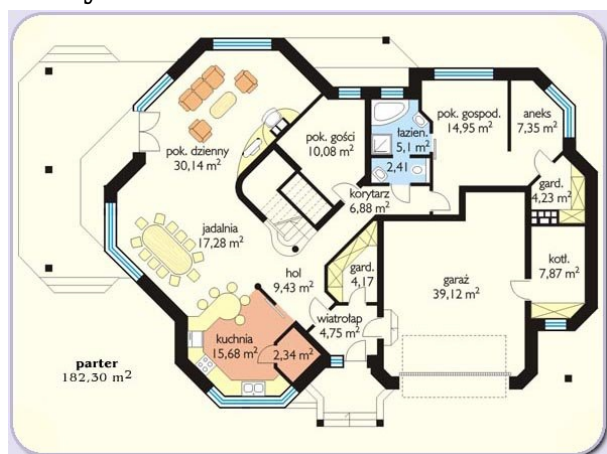 pok. dzienny
30,14 m²
pok. gości
10,08 m²
łazien.
5,1 m²
2,41
pok. gospod.
14,95 m²
aneks
7,35 m²
gard.
4,23 m²
korytarz
6,88 m²
jadalnia
17,28 m²
hol
9,43 m²
gard.
4,17
garaż
39,12 m²
kotł.
7,87 m²
wiatrołap
4,75 m²
kuchnia
15,68 m²
2,34 m²
parter
182,30 m²